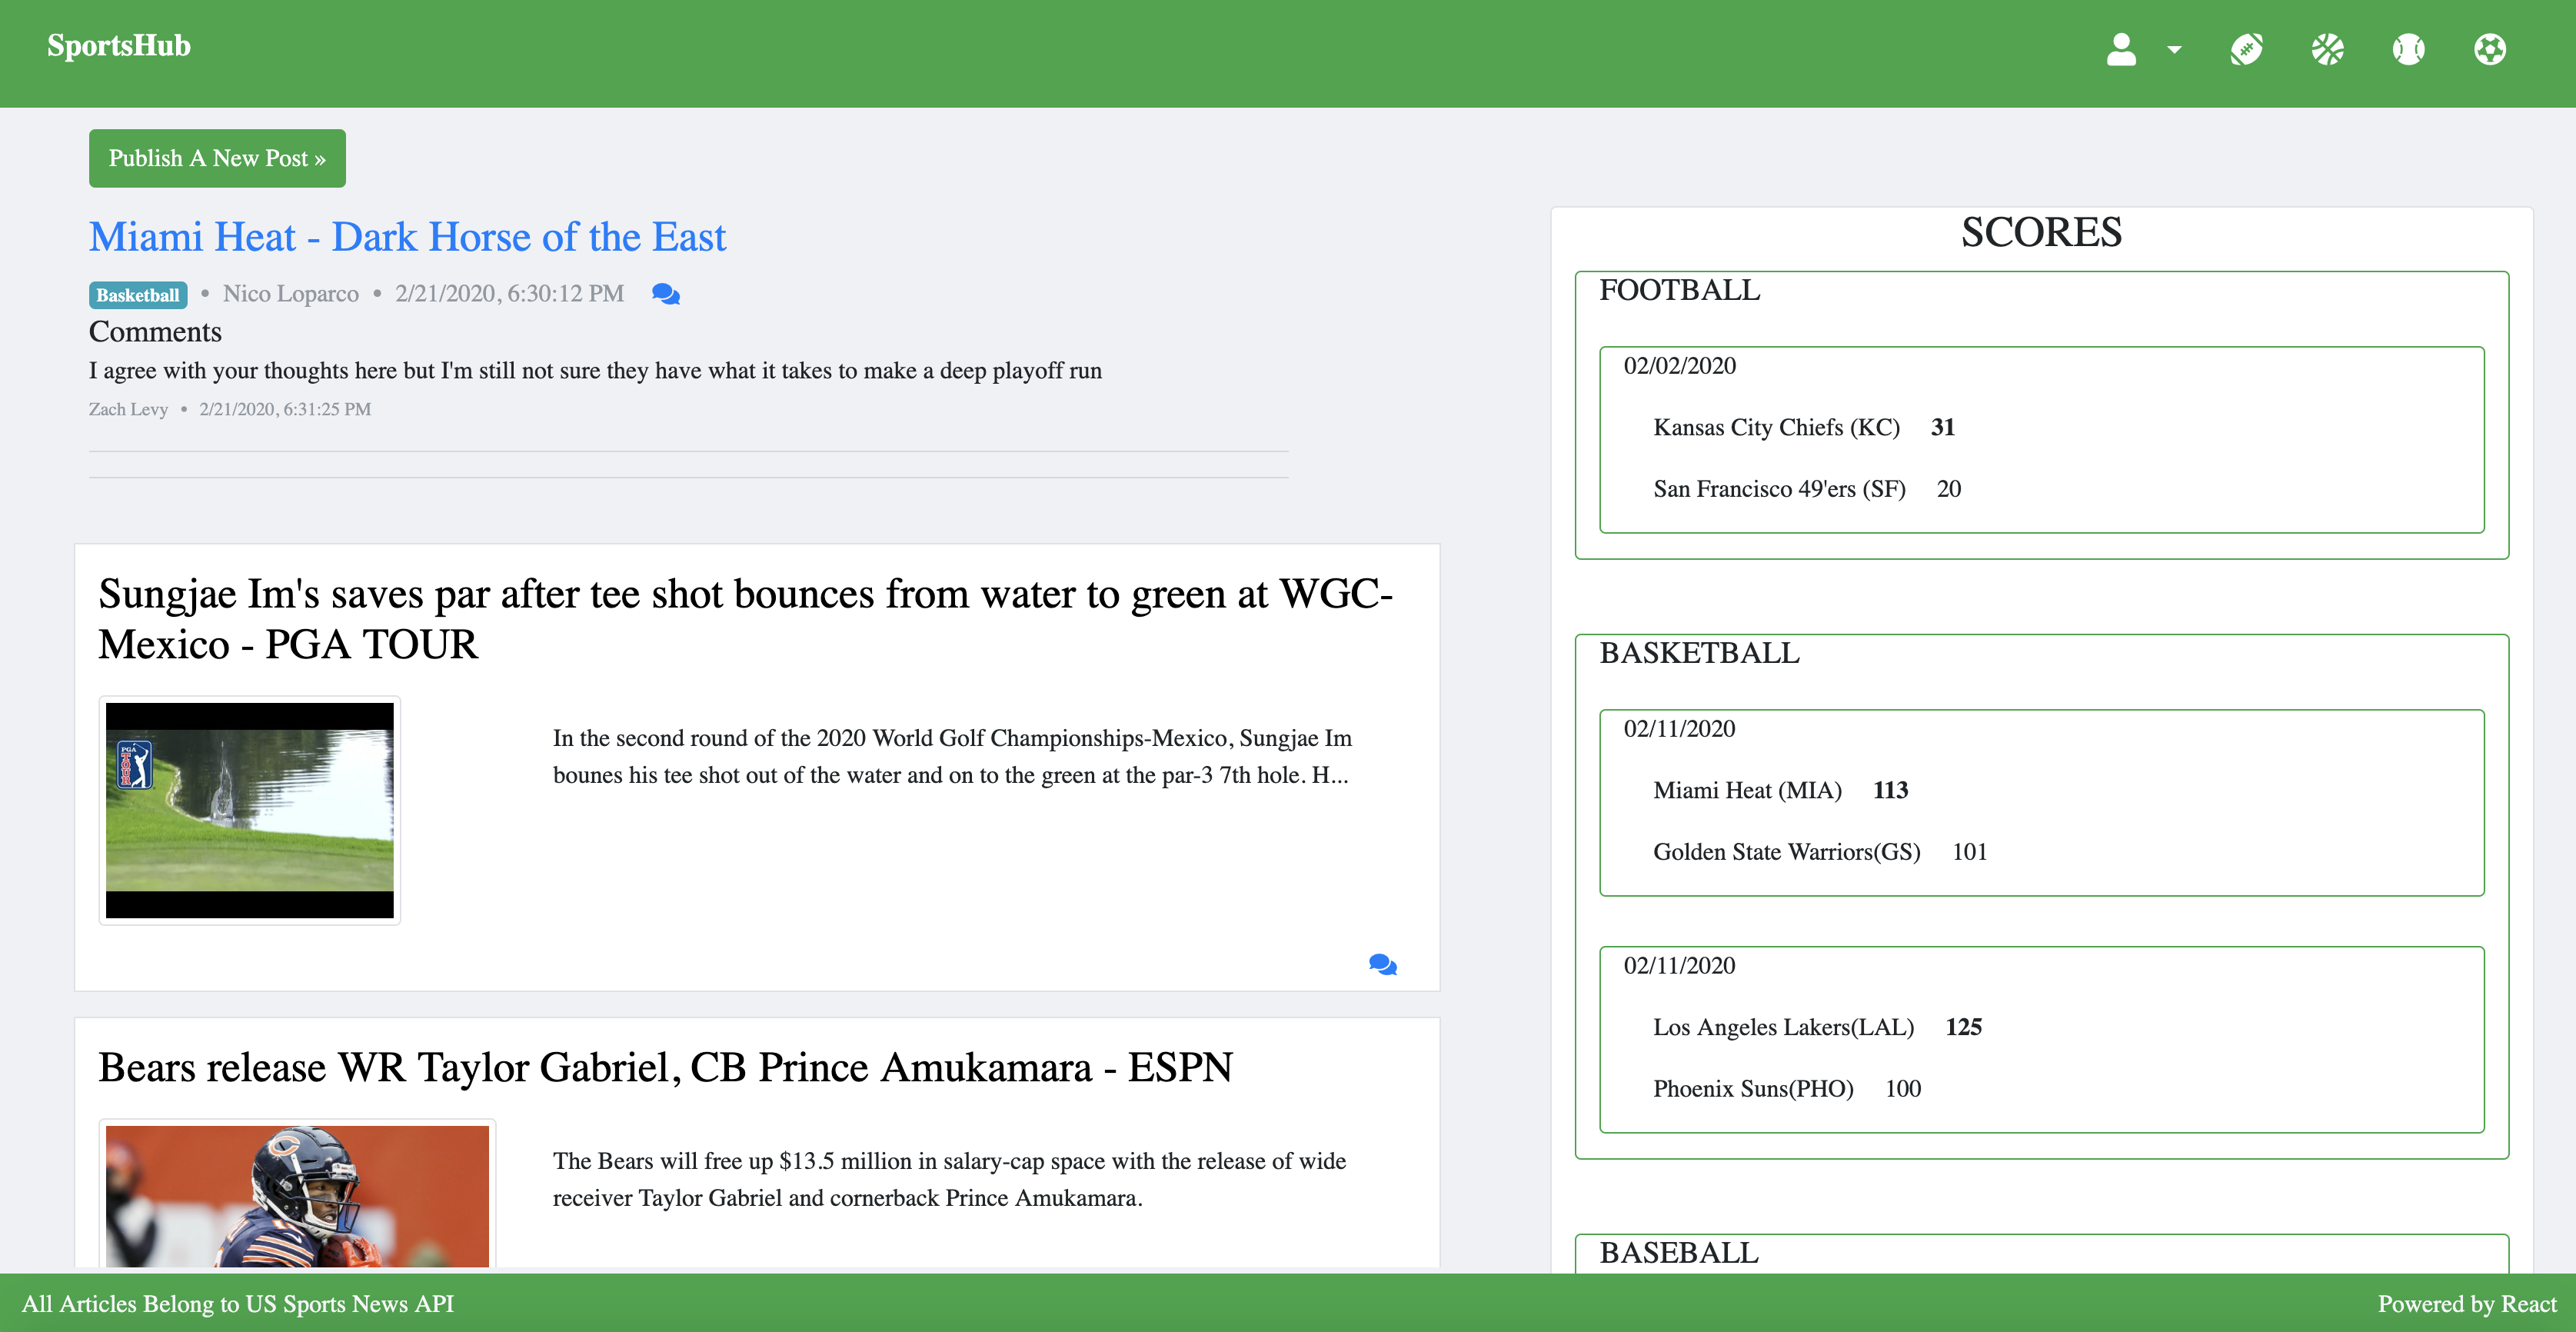 SportsHub
Publish A New Post »
Miami Heat - Dark Horse of the East
Basketball • Nico Loparco • 2/21/2020, 6:30:12 PM
Comments
I agree with your thoughts here but I'm still not sure they have what it takes to make a deep playoff run
Zach Levy • 2/21/2020, 6:31:25 PM
Sungjae Im's saves par after tee shot bounces from water to green at WGC-
Mexico - PGA TOUR
PGA
TOUR
In the second round of the 2020 World Golf Championships-Mexico, Sungjae Im
bounes his tee shot out of the water and on to the green at the par-3 7th hole. H...
Bears release WR Taylor Gabriel, CB Prince Amukamara - ESPN
The Bears will free up $13.5 million in salary-cap space with the release of wide
receiver Taylor Gabriel and cornerback Prince Amukamara.
SCORES
FOOTBALL
02/02/2020
Kansas City Chiefs (KC) 31
San Francisco 49'ers (SF) 20
BASKETBALL
02/11/2020
Miami Heat (MIA) 113
Golden State Warriors(GS) 101
02/11/2020
Los Angeles Lakers(LAL) 125
Phoenix Suns(PHO) 100
BASEBALL
All Articles Belong to US Sports News API
Powered by React